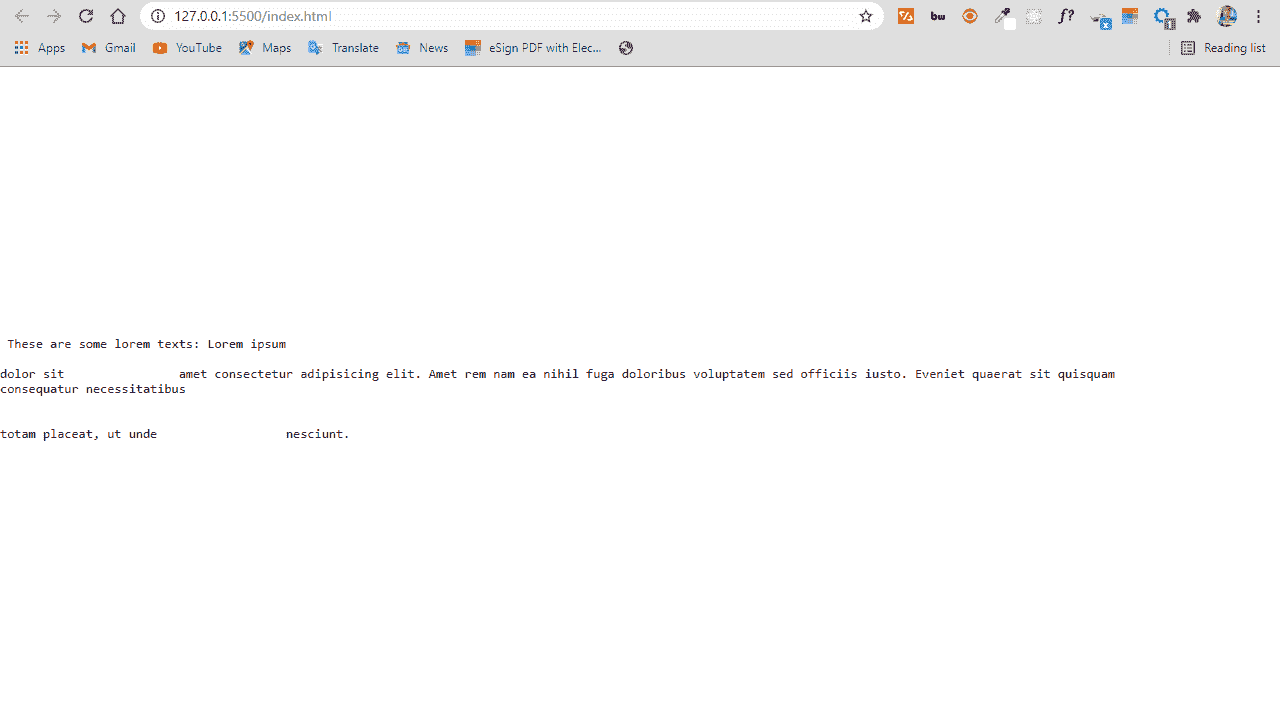 127.0.0.1:5500/index.html
bw
f?
x
1
Apps
Gmail
YouTube
Maps
Translate
News
eSign PDF with Elec...
Reading list
These are some lorem texts: Lorem ipsum
dolor sit amet consectetur adipisicing elit. Amet rem nam ea nihil fuga doloribus voluptatem sed officiis iusto. Eveniet quaerat sit quisquam
consequatur necessitatibus
totam placeat, ut unde nesciunt.